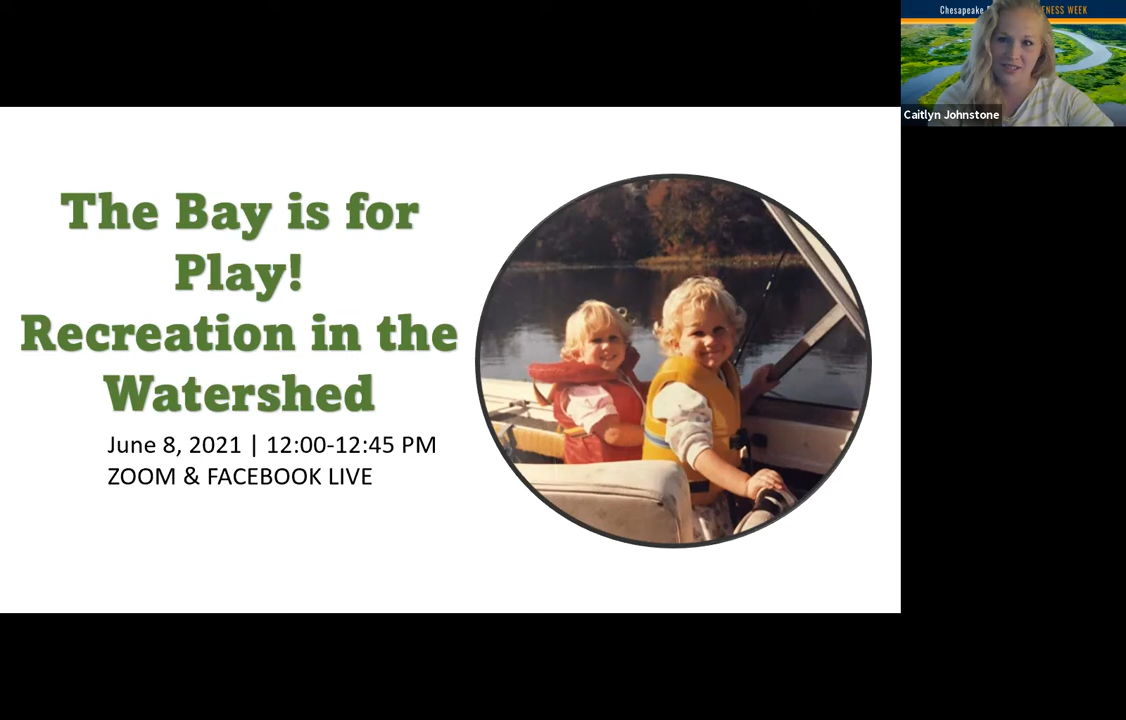 Chesapeake
ENESS WEEK
Caitlyn Johnstone
The Bay is for
Play!
Recreation in the
Watershed
June 8, 2021 | 12:00-12:45 PM
ZOOM & FACEBOOK LIVE